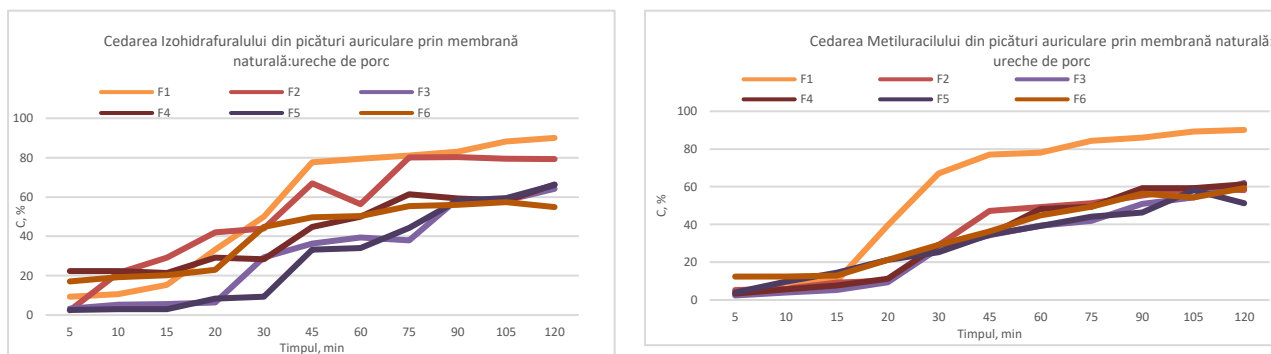 Cedarea Izohidrafuralului din picături auriculare prin membrană
naturală:ureche de porc
F1 F2 F3
F4 F5 F6
100
80
60
40
20
0
C, %
5 10 15 20 30 45 60 75 90 105 120
Timpul, min
Cedarea Metiluracilului din picături auriculare prin membrană naturală:
ureche de porc
F1 F2 F3
F4 F5 F6
100
80
60
40
20
0
C, %
5 10 15 20 30 45 60 75 90 105 120
Timpul, min